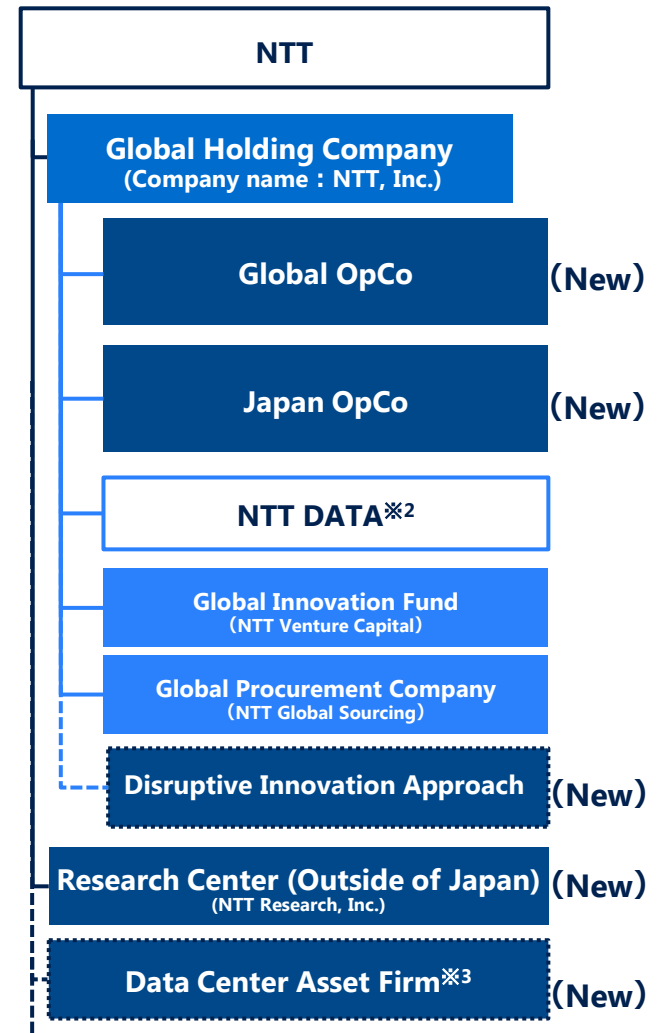 NTT
Global Holding Company
(Company name：NTT, Inc.)
Global OpCo
（New）
Japan OpCo
（New）
NTT DATA※2
Global Innovation Fund
（NTT Venture Capital）
Global Procurement Company
（NTT Global Sourcing）
Disruptive Innovation Approach
（New）
Research Center (Outside of Japan)
（New）
(NTT Research, Inc.)
Data Center Asset Firm※3
（New）